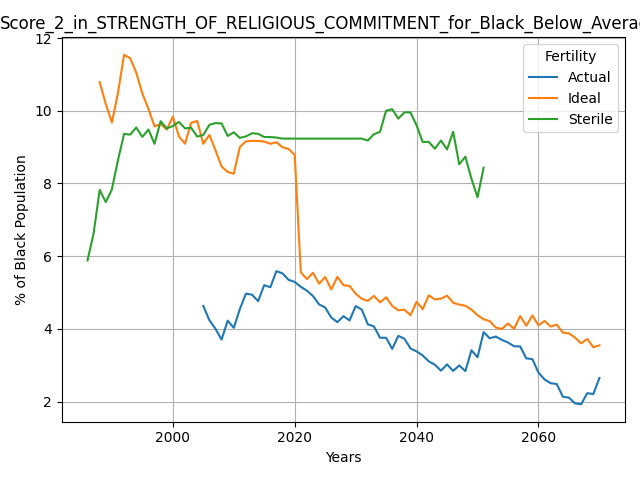 Score_2_in_STRENGTH_OF_RELIGIOUS_COMMITMENT_for_Black_Below_Avera
12
10
8
6
4
2
% of Black Population
Fertility
Actual
Ideal
Sterile
2000
2020
2040
2060
Years